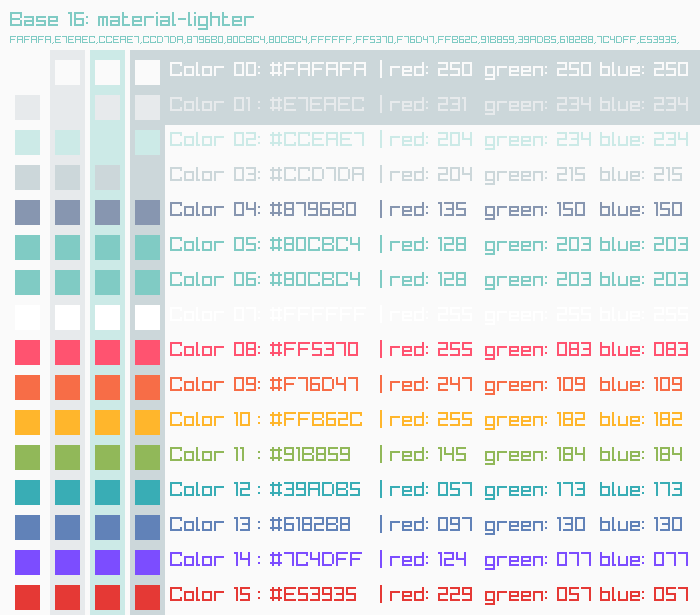 Base 16: material-lighter
FAFAFA,E7EAEC,CCEAE7,CCD7DA,8796B0,80CBC4,80CBC4,FFFFFF,FF5370,F76D47,FFB62C,91B859,39ADB5,6182B8,7C4DFF,E53935,
Color 00: #FAFAFA | red: 250 green: 250 blue: 250
Color 01: #E7EAEC | red: 231 green: 234 blue: 234
Color 02: #CCEAE7 | red: 204 green: 234 blue: 234
Color 03: #CCD7DA | red: 204 green: 215 blue: 215
Color 04: #8796B0 | red: 135 green: 150 blue: 150
Color 05: #80CBC4 | red: 128 green: 203 blue: 203
Color 06: #80CBC4 | red: 128 green: 203 blue: 203
Color 07: #FFFFFF | red: 255 green: 255 blue: 255
Color 08: #FF5370 | red: 255 green: 083 blue: 083
Color 09: #F76D47 | red: 247 green: 109 blue: 109
Color 10 : #FFB62C | red: 255 green: 182 blue: 182
Color 11 : #91B859 | red: 145 green: 184 blue: 184
Color 12 : #39ADB5 | red: 057 green: 173 blue: 173
Color 13 : #6182B8 | red: 097 green: 130 blue: 130
Color 14 : #7C4DFF | red: 124 green: 077 blue: 077
Color 15 : #E53935 | red: 229 green: 057 blue: 057